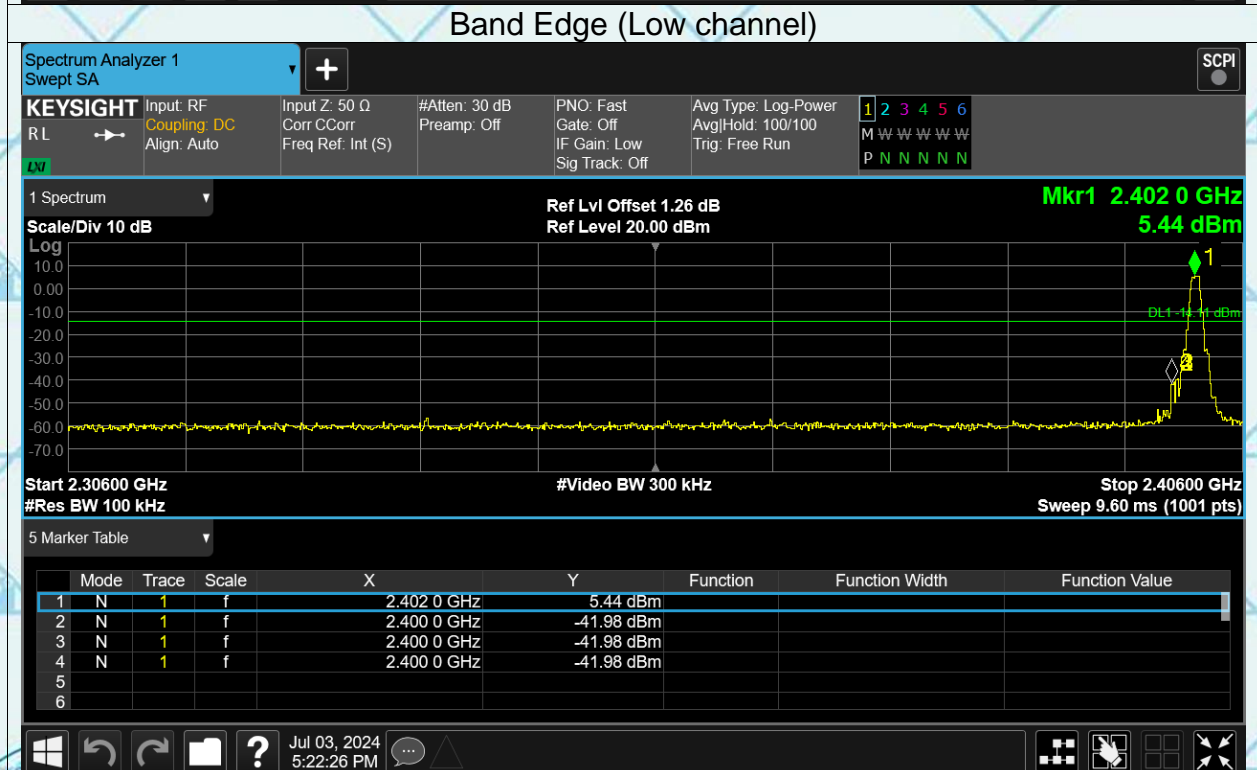 Band Edge (Low channel)
Spectrum Analyzer 1
Swept SA
+
SCPI
KEYSIGHT
RL
LXI
Input: RF
Coupling: DC
Align: Auto
Input Z: 50 Ω
Corr CCorr
Freq Ref: Int (S)
#Atten: 30 dB
Preamp: Off
PNO: Fast
Gate: Off
IF Gain: Low
Sig Track: Off
Avg Type: Log-Power
Avg|Hold: 100/100
Trig: Free Run
1 2 3 4 5 6
M W W W W W W
P N N N N N N
1 Spectrum
Scale/Div 10 dB
Ref Lvl Offset 1.26 dB
Ref Level 20.00 dBm
Mkr1 2.402 0 GHz
5.44 dBm
Log
10.0
0.00
-10.0
-20.0
-30.0
-40.0
-50.0
-60.0
-70.0
1
DL1 -14.11 dBm
Start 2.30600 GHz
#Video BW 300 kHz
Stop 2.40600 GHz
#Res BW 100 kHz
Sweep 9.60 ms (1001 pts)
5 Marker Table
Mode Trace Scale X Y Function Function Width Function Value
1 N 1 f 2.402 0 GHz 5.44 dBm
2 N 1 f 2.400 0 GHz -41.98 dBm
3 N 1 f 2.400 0 GHz -41.98 dBm
4 N 1 f 2.400 0 GHz -41.98 dBm
5
6
?
Jul 03, 2024
5:22:26 PM